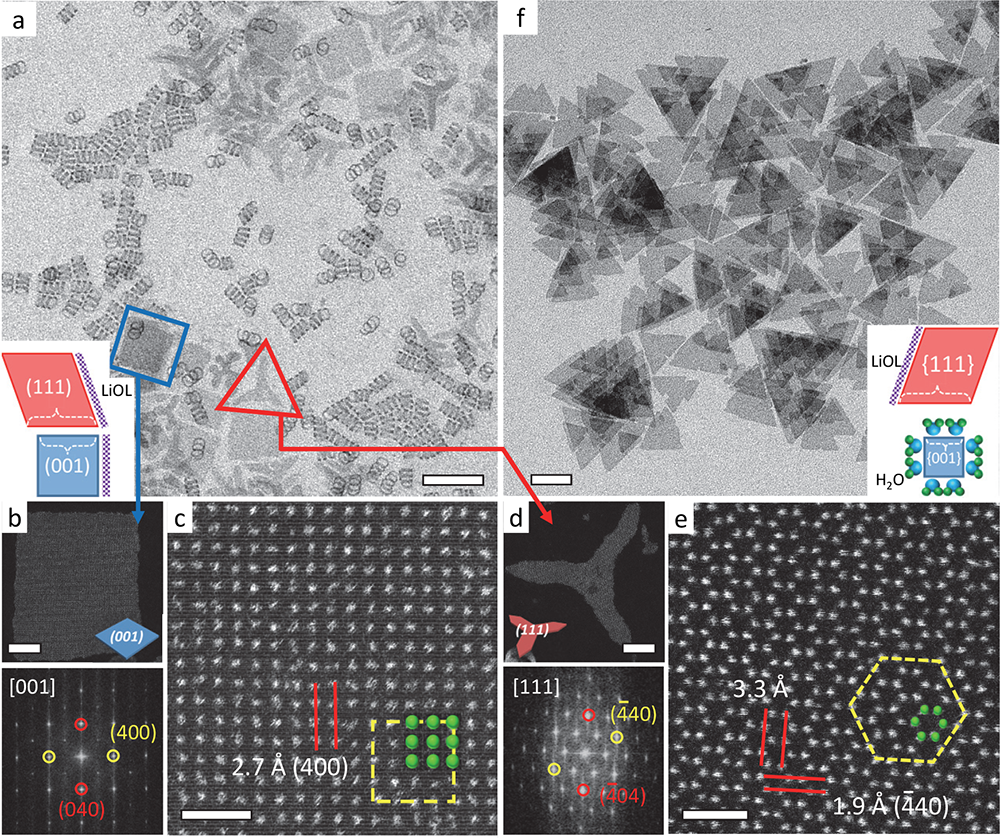 a
(111)
LiOL
(001)
f
LiOL
{111}
{001}
H₂O
b
(001)
[001]
(400)
(040)
c
2.7 Å (400)
d
(111)
[111]
(4̄40)
(4̄04)
e
3.3 Å
1.9 Å (4̄40)